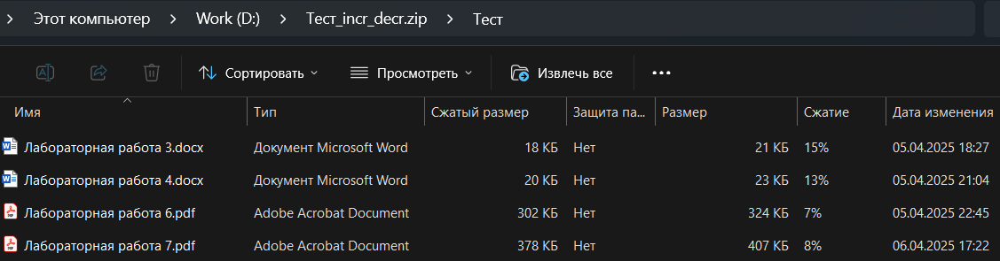 Этот компьютер > Work (D:) > Тест_incr_decr.zip > Тест
Сортировать Просмотреть Извлечь все
Имя Тип Сжатый размер Защита па... Размер Сжатие Дата изменения
Лабораторная работа 3.docx Документ Microsoft Word 18 КБ Нет 21 КБ 15% 05.04.2025 18:27
Лабораторная работа 4.docx Документ Microsoft Word 20 КБ Нет 23 КБ 13% 05.04.2025 21:04
Лабораторная работа 6.pdf Adobe Acrobat Document 302 КБ Нет 324 КБ 7% 05.04.2025 22:45
Лабораторная работа 7.pdf Adobe Acrobat Document 378 КБ Нет 407 КБ 8% 06.04.2025 17:22